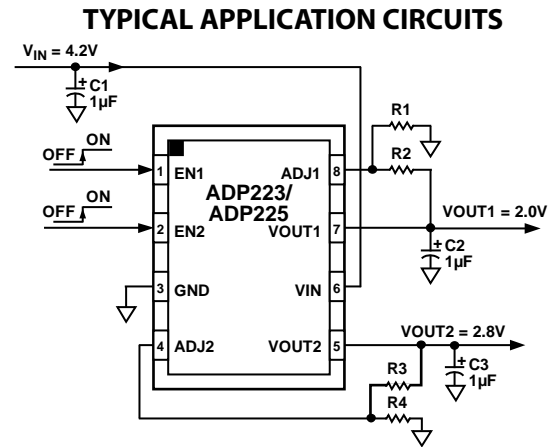 TYPICAL APPLICATION CIRCUITS
VIN = 4.2V
C1
1µF
+
ON
OFF
ON
OFF
1 EN1
2 EN2
3 GND
4 ADJ2
ADP223/
ADP225
ADJ1 8
VOUT1 7
VIN 6
VOUT2 5
R1
R2
VOUT1 = 2.0V
+
C2
1µF
VOUT2 = 2.8V
+
C3
1µF
R3
R4